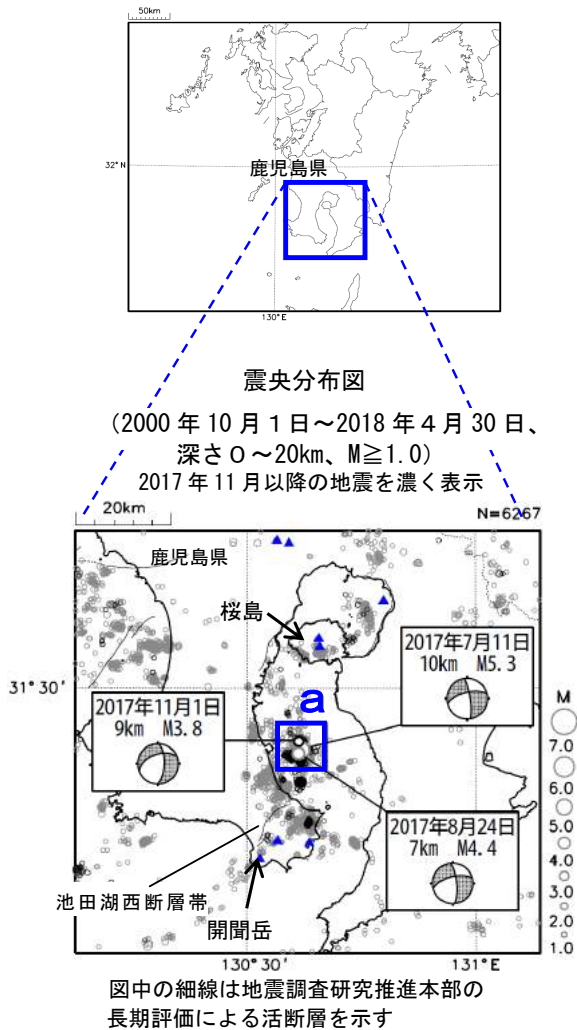 50km
32°N
鹿児島県
130°E
震央分布図
(2000年10月1日～2018年4月30日、
深さ０～20km、M≧1.0)
2017年11月以降の地震を濃く表示
20km
N=6267
鹿児島県
桜島
2017年7月11日
10km M5.3
31°30'
a
2017年11月1日
9km M3.8
M
7.0
6.0
5.0
4.0
3.0
2.0
1.0
2017年8月24日
7km M4.4
池田湖西断層帯
開聞岳
130°30'
131°E
図中の細線は地震調査研究推進本部の
長期評価による活断層を示す